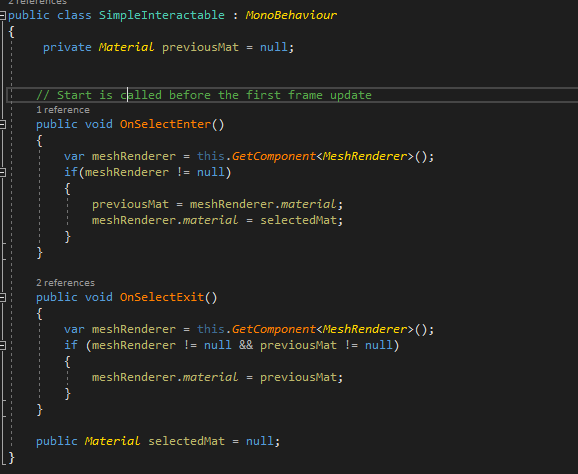 2 references
public class SimpleInteractable : MonoBehaviour
{
private Material previousMat = null;
// Start is called before the first frame update
1 reference
public void OnSelectEnter()
{
var meshRenderer = this.GetComponent<MeshRenderer>();
if(meshRenderer != null)
{
previousMat = meshRenderer.material;
meshRenderer.material = selectedMat;
}
}
2 references
public void OnSelectExit()
{
var meshRenderer = this.GetComponent<MeshRenderer>();
if (meshRenderer != null && previousMat != null)
{
meshRenderer.material = previousMat;
}
}
public Material selectedMat = null;
}